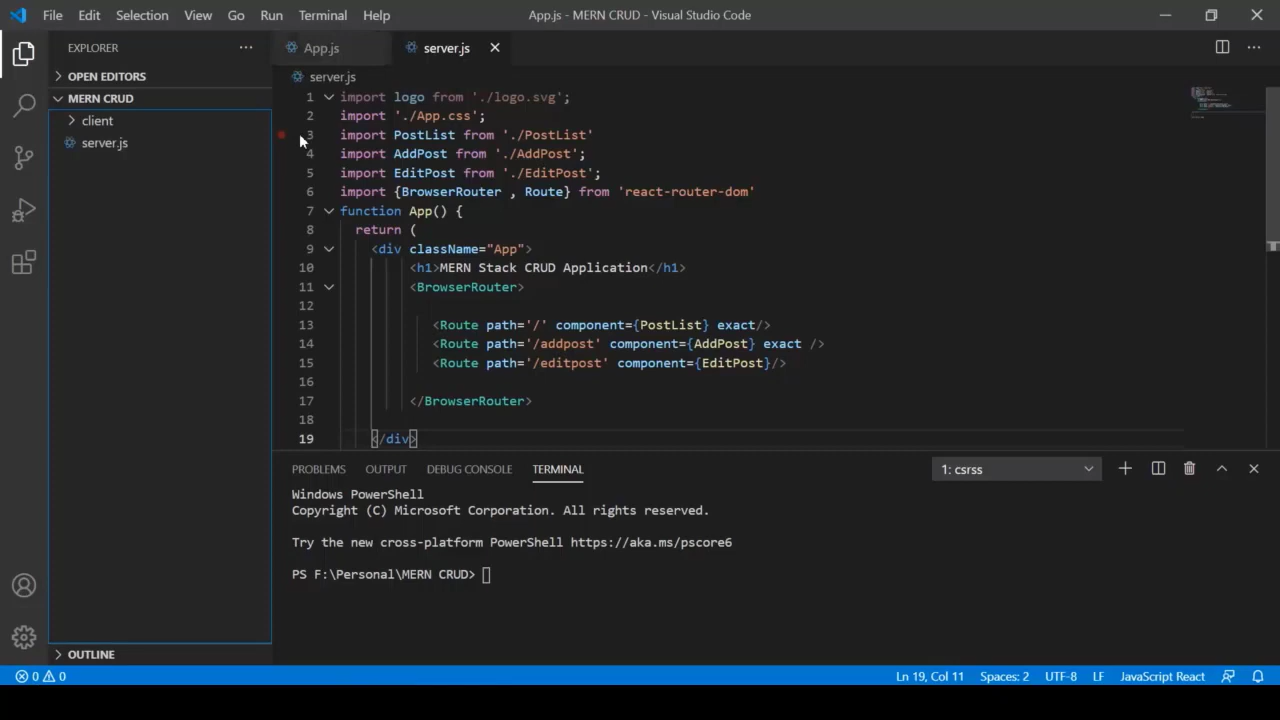 File Edit Selection View Go Run Terminal Help App.js - MERN CRUD - Visual Studio Code
EXPLORER ··· App.js server.js
OPEN EDITORS
server.js
MERN CRUD
client
server.js
1 import logo from './logo.svg';
2 import './App.css';
3 import PostList from './PostList'
4 import AddPost from './AddPost';
5 import EditPost from './EditPost';
6 import {BrowserRouter , Route} from 'react-router-dom'
7 function App() {
8 return (
9 <div className="App">
10 <h1>MERN Stack CRUD Application</h1>
11 <BrowserRouter>
12
13 <Route path='/' component={PostList} exact/>
14 <Route path='/addpost' component={AddPost} exact />
15 <Route path='/editpost' component={EditPost}/>
16
17 </BrowserRouter>
18
19 </div>
PROBLEMS OUTPUT DEBUG CONSOLE TERMINAL 1: csrss
Windows PowerShell
Copyright (C) Microsoft Corporation. All rights reserved.
Try the new cross-platform PowerShell https://aka.ms/pscore6
PS F:\Personal\MERN CRUD>
OUTLINE
0 0 Ln 19, Col 11 Spaces: 2 UTF-8 LF JavaScript React